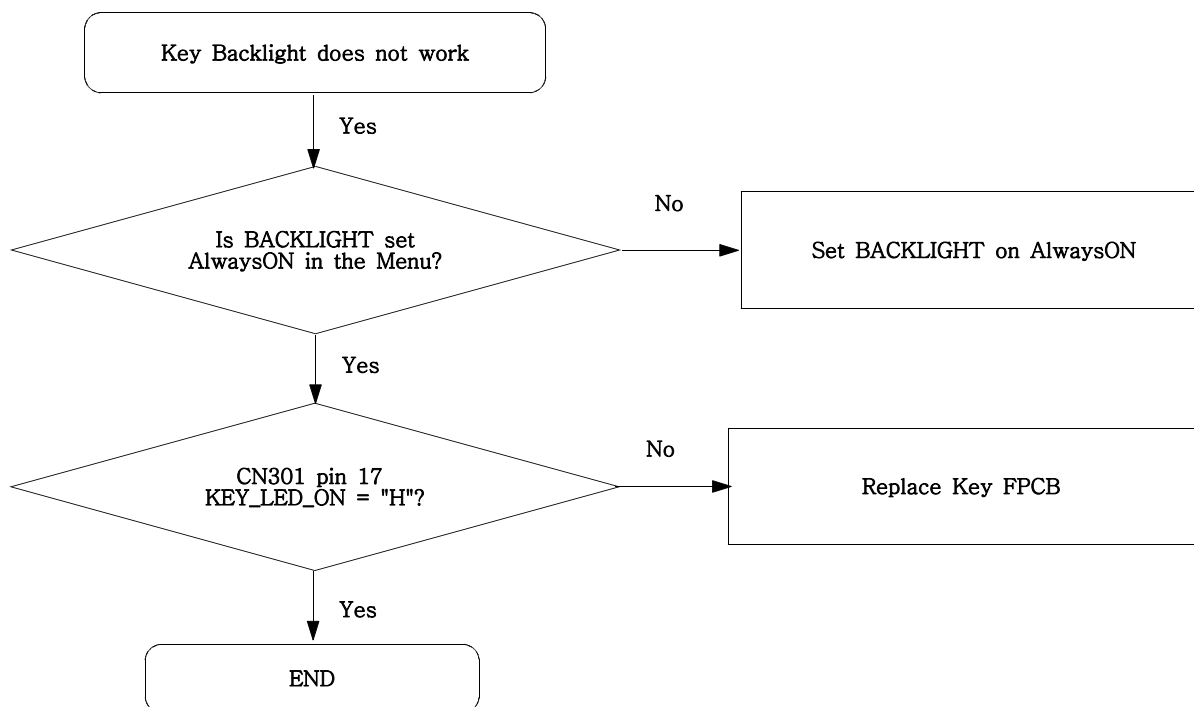 Key Backlight does not work
Yes
Is BACKLIGHT set
AlwaysON in the Menu?
No
Set BACKLIGHT on AlwaysON
Yes
CN301 pin 17
KEY_LED_ON = "H"?
No
Replace Key FPCB
Yes
END